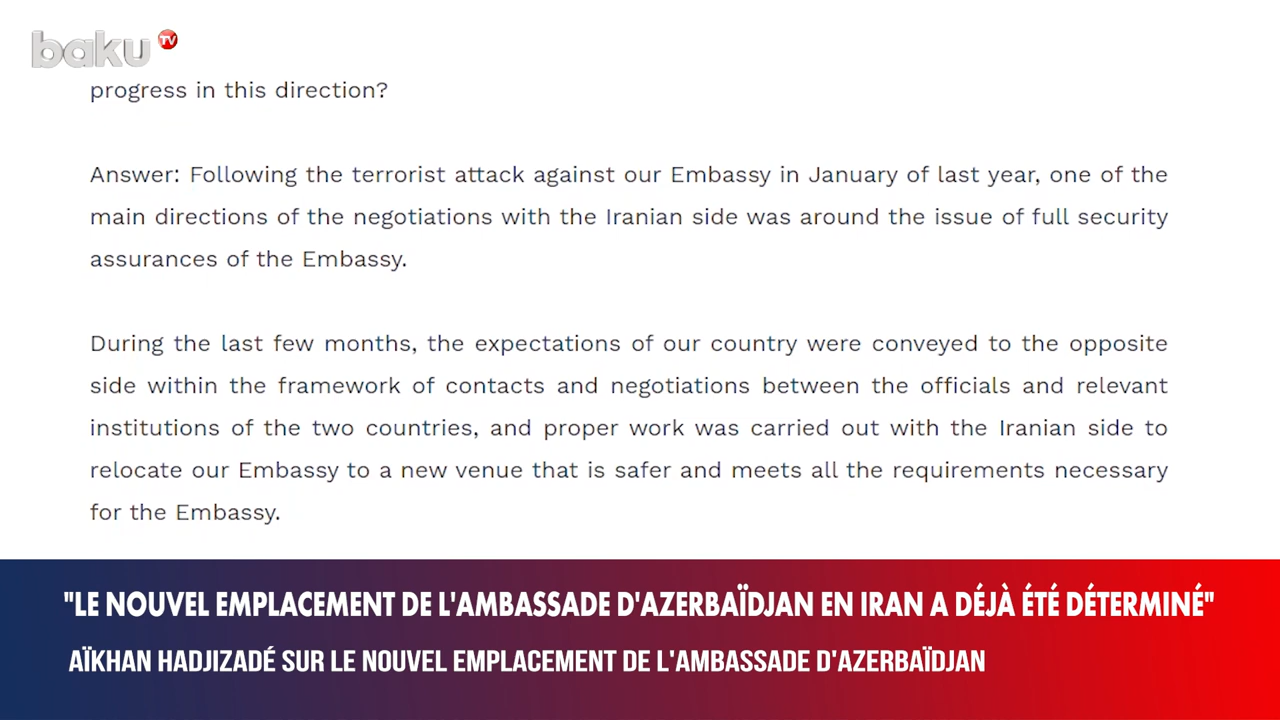 baku TV
progress in this direction?
Answer: Following the terrorist attack against our Embassy in January of last year, one of the
main directions of the negotiations with the Iranian side was around the issue of full security
assurances of the Embassy.
During the last few months, the expectations of our country were conveyed to the opposite
side within the framework of contacts and negotiations between the officials and relevant
institutions of the two countries, and proper work was carried out with the Iranian side to
relocate our Embassy to a new venue that is safer and meets all the requirements necessary
for the Embassy.
"LE NOUVEL EMPLACEMENT DE L'AMBASSADE D'AZERBAÏDJAN EN IRAN A DÉJÀ ÉTÉ DÉTERMINÉ"
AÏKHAN HADJIZADÉ SUR LE NOUVEL EMPLACEMENT DE L'AMBASSADE D'AZERBAÏDJAN